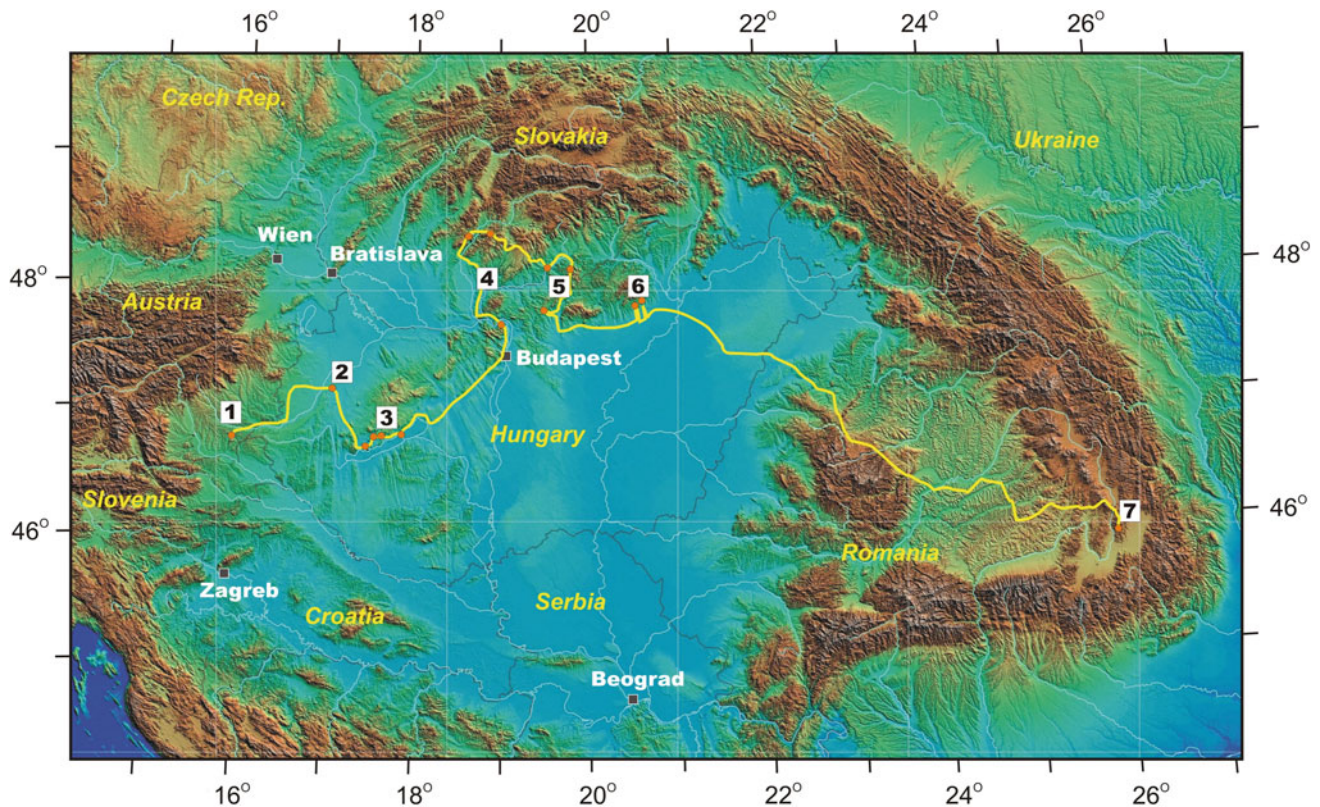 16° 18° 20° 22° 24° 26°
Czech Rep.
Slovakia
Ukraine
Wien
Bratislava
48°
48°
4
5
6
Austria
Budapest
2
1
3
Hungary
Slovenia
46°
46°
7
Romania
Zagreb
Croatia
Serbia
Beograd
16° 18° 20° 22° 24° 26°